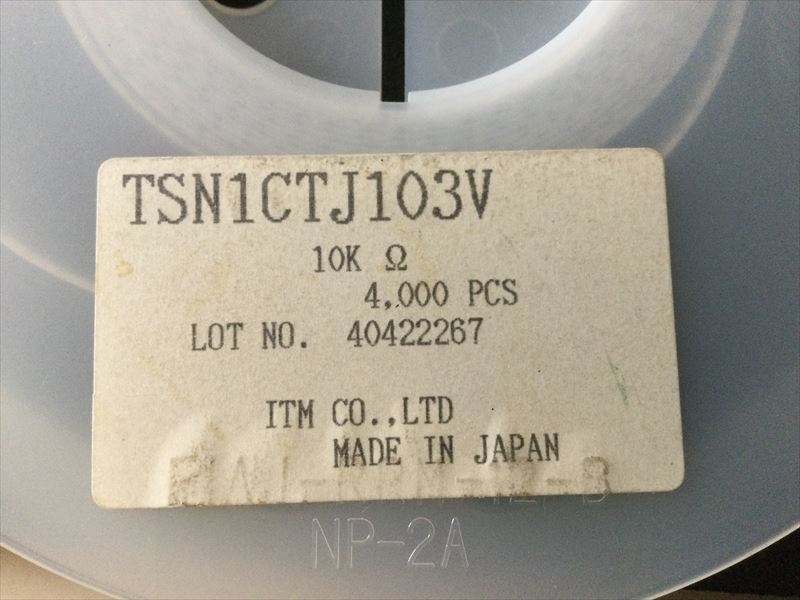 TSN1CTJ103V
10K Ω
4,000 PCS
LOT NO. 40422267
ITM CO.,LTD
MADE IN JAPAN
NP-2A